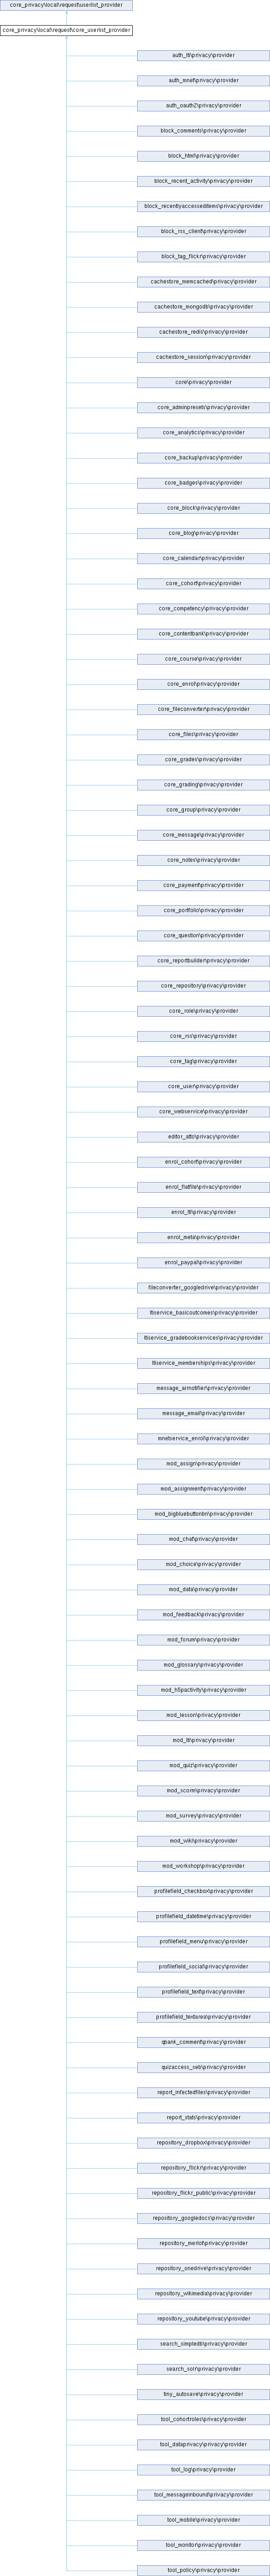 core_privacy\local\request\userlist_provider
core_privacy\local\request\core_userlist_provider
auth_lti\privacy\provider
auth_mnet\privacy\provider
auth_oauth2\privacy\provider
block_comments\privacy\provider
block_html\privacy\provider
block_recent_activity\privacy\provider
block_recentlyaccesseditems\privacy\provider
block_rss_client\privacy\provider
block_tag_flickr\privacy\provider
cachestore_memcached\privacy\provider
cachestore_mongodb\privacy\provider
cachestore_redis\privacy\provider
cachestore_session\privacy\provider
core\privacy\provider
core_adminpresets\privacy\provider
core_analytics\privacy\provider
core_backup\privacy\provider
core_badges\privacy\provider
core_block\privacy\provider
core_blog\privacy\provider
core_calendar\privacy\provider
core_cohort\privacy\provider
core_competency\privacy\provider
core_contentbank\privacy\provider
core_course\privacy\provider
core_enrol\privacy\provider
core_fileconverter\privacy\provider
core_files\privacy\provider
core_grades\privacy\provider
core_grading\privacy\provider
core_group\privacy\provider
core_message\privacy\provider
core_notes\privacy\provider
core_payment\privacy\provider
core_portfolio\privacy\provider
core_question\privacy\provider
core_reportbuilder\privacy\provider
core_repository\privacy\provider
core_role\privacy\provider
core_rss\privacy\provider
core_tag\privacy\provider
core_user\privacy\provider
core_webservice\privacy\provider
editor_atto\privacy\provider
enrol_cohort\privacy\provider
enrol_flatfile\privacy\provider
enrol_lti\privacy\provider
enrol_meta\privacy\provider
enrol_paypal\privacy\provider
fileconverter_googledrive\privacy\provider
ltiservice_basicoutcomes\privacy\provider
ltiservice_gradebookservices\privacy\provider
ltiservice_memberships\privacy\provider
message_airnotifier\privacy\provider
message_email\privacy\provider
mnetservice_enrol\privacy\provider
mod_assign\privacy\provider
mod_assignment\privacy\provider
mod_bigbluebuttonbn\privacy\provider
mod_chat\privacy\provider
mod_choice\privacy\provider
mod_data\privacy\provider
mod_feedback\privacy\provider
mod_forum\privacy\provider
mod_glossary\privacy\provider
mod_h5pactivity\privacy\provider
mod_lesson\privacy\provider
mod_lti\privacy\provider
mod_quiz\privacy\provider
mod_scorm\privacy\provider
mod_survey\privacy\provider
mod_wiki\privacy\provider
mod_workshop\privacy\provider
profilefield_checkbox\privacy\provider
profilefield_datetime\privacy\provider
profilefield_menu\privacy\provider
profilefield_social\privacy\provider
profilefield_text\privacy\provider
profilefield_textarea\privacy\provider
qbank_comment\privacy\provider
quizaccess_seb\privacy\provider
report_infectedfiles\privacy\provider
report_stats\privacy\provider
repository_dropbox\privacy\provider
repository_flickr\privacy\provider
repository_flickr_public\privacy\provider
repository_googledocs\privacy\provider
repository_merlot\privacy\provider
repository_onedrive\privacy\provider
repository_wikimedia\privacy\provider
repository_youtube\privacy\provider
search_simpledb\privacy\provider
search_solr\privacy\provider
tiny_autosave\privacy\provider
tool_cohortroles\privacy\provider
tool_dataprivacy\privacy\provider
tool_log\privacy\provider
tool_messageinbound\privacy\provider
tool_mobile\privacy\provider
tool_monitor\privacy\provider
tool_policy\privacy\provider